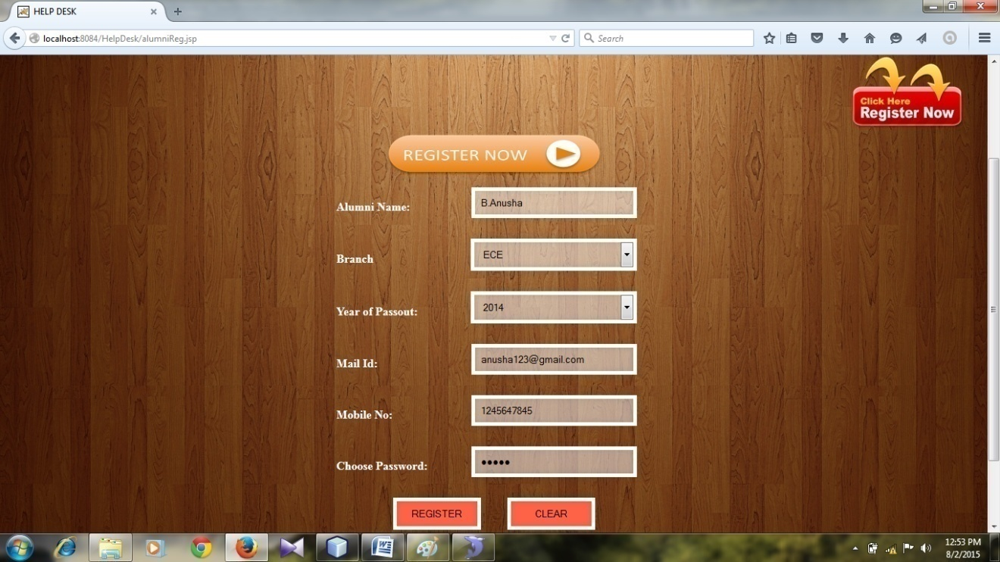 HELP DESK
localhost:8084/HelpDesk/alumniReg.jsp
Search
Click Here
Register Now
REGISTER NOW
Alumni Name: B.Anusha
Branch ECE
Year of Passout: 2014
Mail Id: anusha123@gmail.com
Mobile No: 1245647845
Choose Password: •••••
REGISTER CLEAR
12:53 PM
8/2/2015